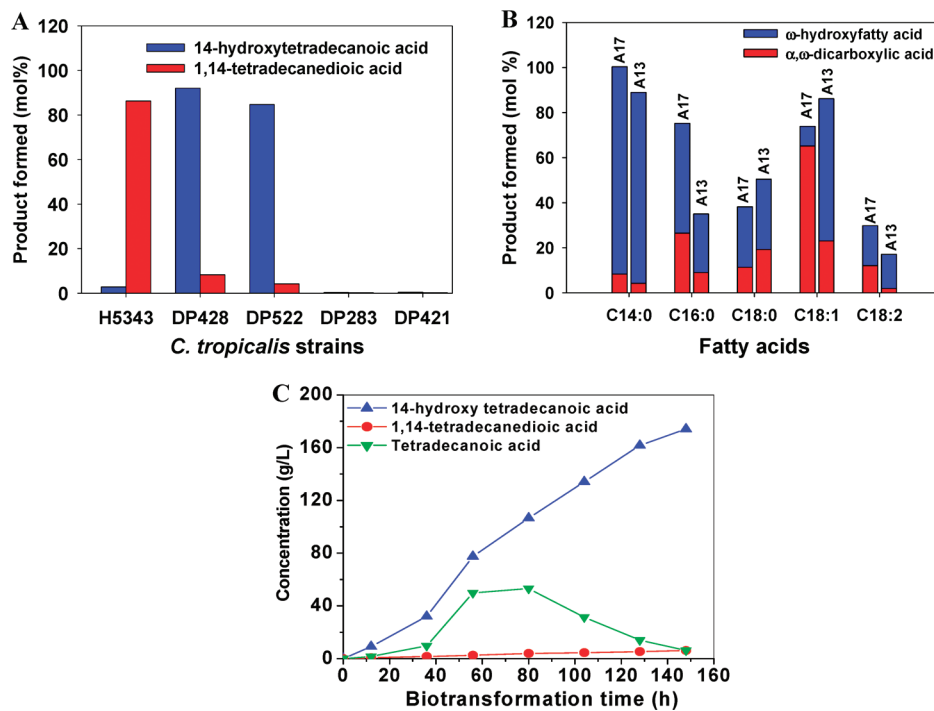 A
120
100
80
60
40
20
0
Product formed (mol%)
14-hydroxytetradecanoic acid
1,14-tetradecanedioic acid
H5343 DP428 DP522 DP283 DP421
C. tropicalis strains
B
120
100
80
60
40
20
0
Product formed (mol %)
ω-hydroxyfatty acid
α,ω-dicarboxylic acid
A17 A13 A17 A13 A17 A13 A17 A13 A17 A13
C14:0 C16:0 C18:0 C18:1 C18:2
Fatty acids
C
200
160
120
80
40
0
Concentration (g/L)
14-hydroxy tetradecanoic acid
1,14-tetradecanedioic acid
Tetradecanoic acid
0 20 40 60 80 100 120 140 160
Biotransformation time (h)